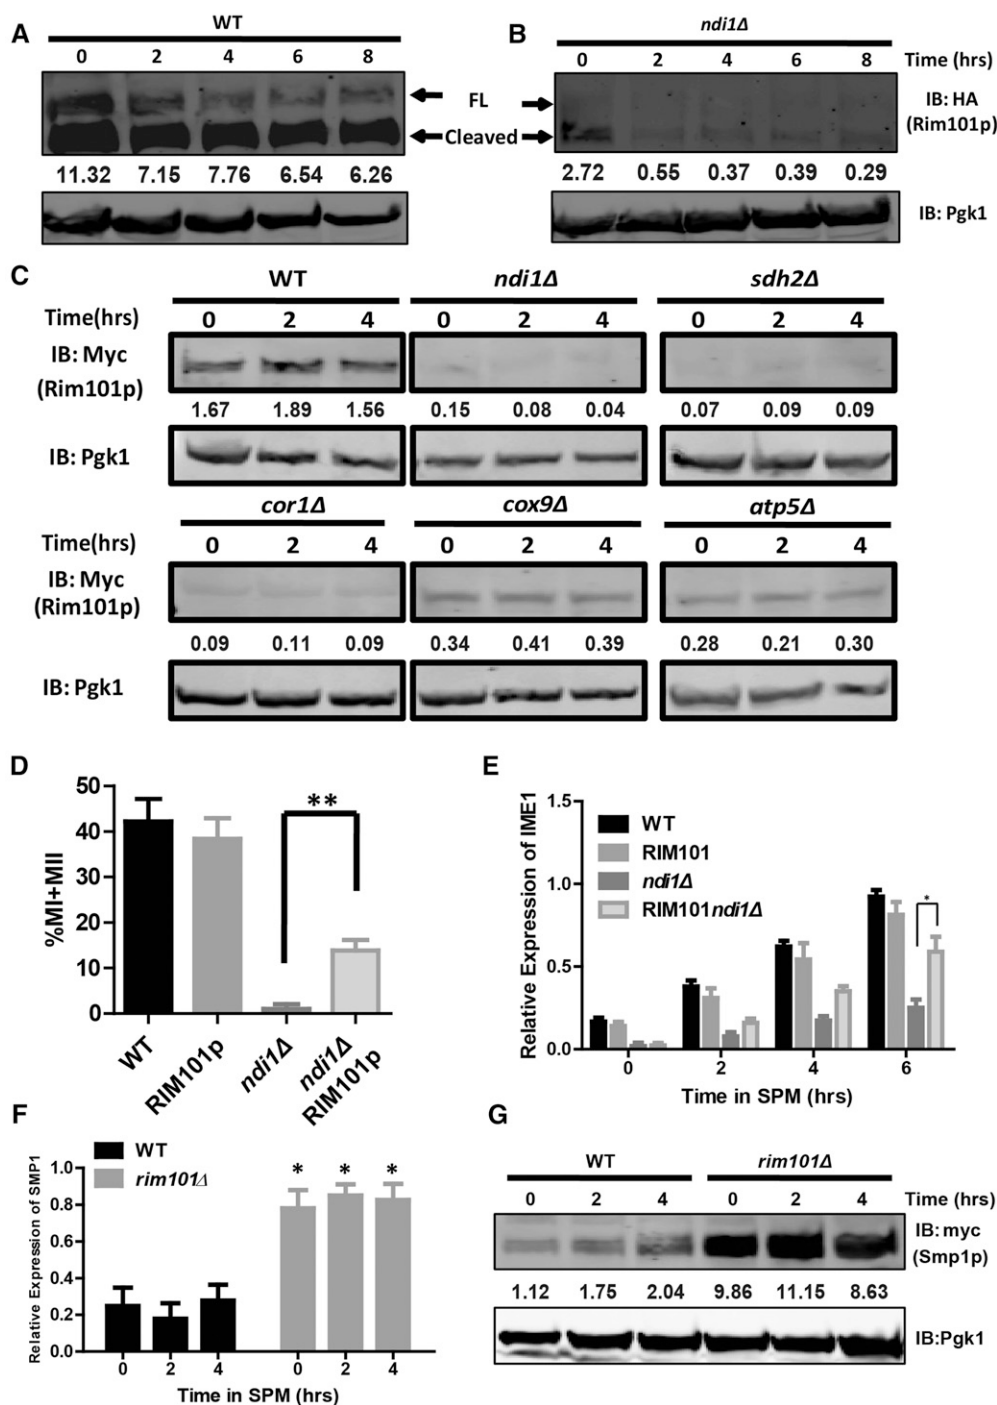 A
WT
0 2 4 6 8
FL
Cleaved
11.32 7.15 7.76 6.54 6.26
B
ndi1Δ
0 2 4 6 8 Time (hrs)
IB: HA
(Rim101p)
2.72 0.55 0.37 0.39 0.29
IB: Pgk1
C
WT ndi1Δ sdh2Δ
Time(hrs) 0 2 4 0 2 4 0 2 4
IB: Myc
(Rim101p)
1.67 1.89 1.56 0.15 0.08 0.04 0.07 0.09 0.09
IB: Pgk1
cor1Δ cox9Δ atp5Δ
Time(hrs) 0 2 4 0 2 4 0 2 4
IB: Myc
(Rim101p)
0.09 0.11 0.09 0.34 0.41 0.39 0.28 0.21 0.30
IB: Pgk1
D
%MI+MII
50
40
30
20
10
0
**
WT
RIM101p
ndi1Δ
ndi1Δ
RIM101p
E
Relative Expression of IME1
1.5
1.0
0.5
0.0
WT
RIM101
ndi1Δ
RIM101ndi1Δ
*
0 2 4 6
Time in SPM (hrs)
F
WT
rim101Δ
Relative Expression of SMP1
1.0
0.8
0.6
0.4
0.2
0.0
* * *
0 2 4 0 2 4
Time in SPM (hrs)
G
WT rim101Δ
0 2 4 0 2 4 Time (hrs)
IB: myc
(Smp1p)
1.12 1.75 2.04 9.86 11.15 8.63
IB:Pgk1